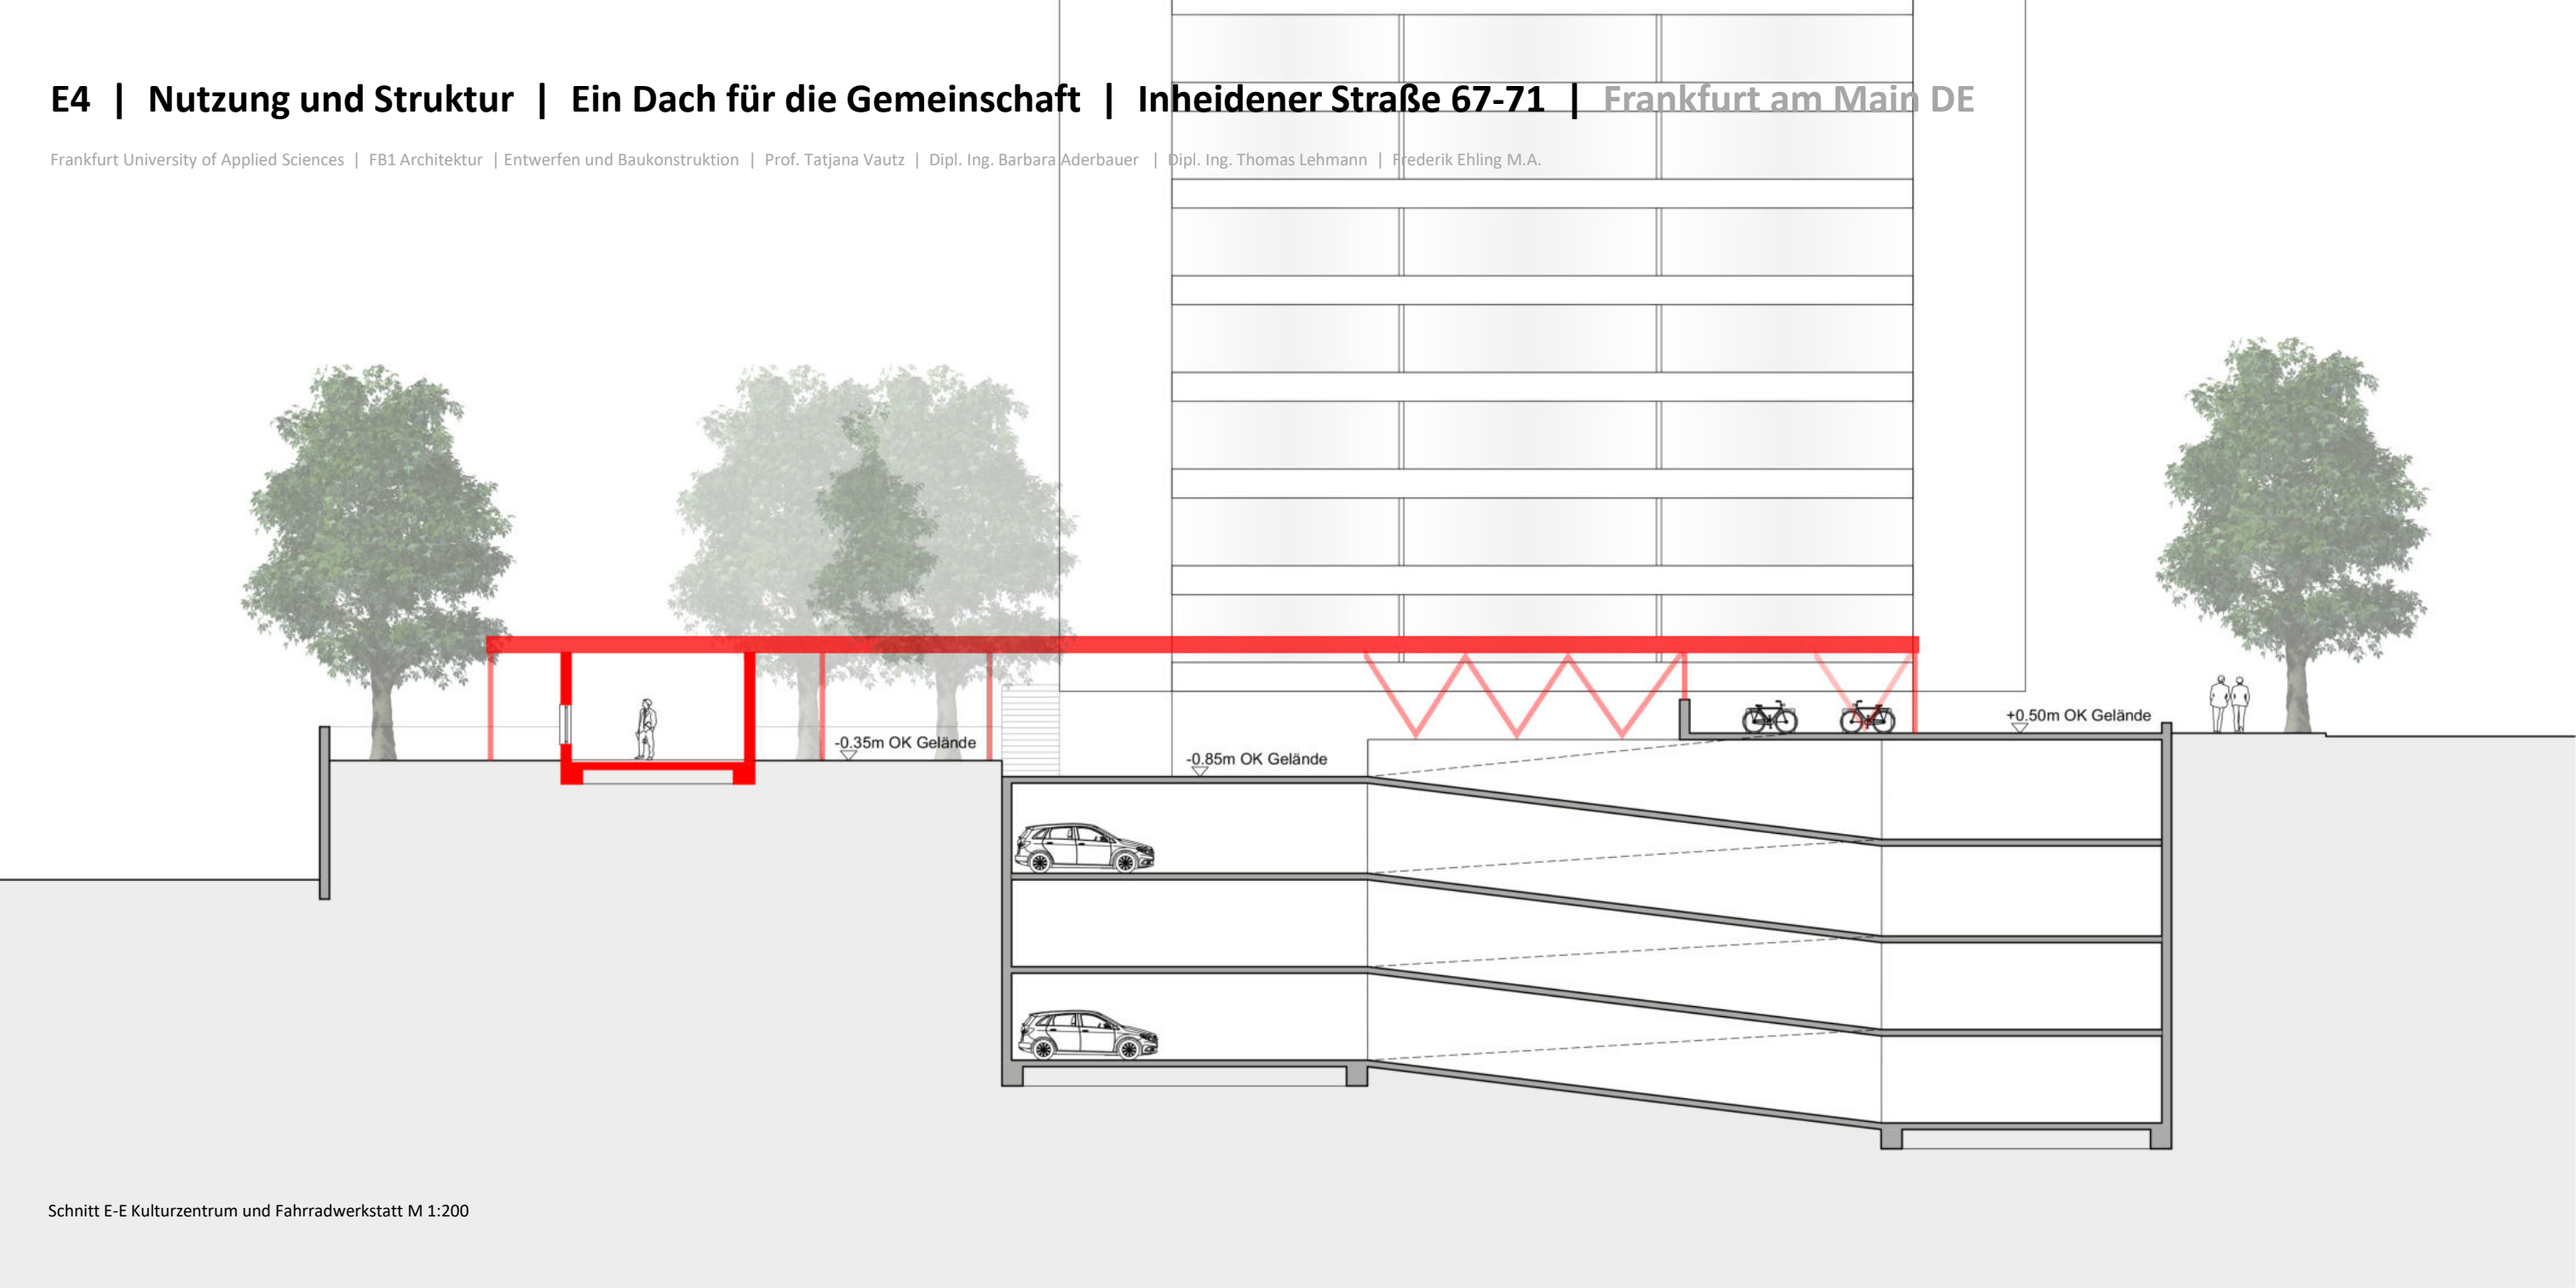 E4 | Nutzung und Struktur | Ein Dach für die Gemeinschaft | Inheidener Straße 67-71 | Frankfurt am Main DE
Frankfurt University of Applied Sciences | FB1 Architektur | Entwerfen und Baukonstruktion | Prof. Tatjana Vautz | Dipl. Ing. Barbara Aderbauer | Dipl. Ing. Thomas Lehmann | Frederik Ehling M.A.
+0.50m OK Gelände
-0.35m OK Gelände
-0.85m OK Gelände
Schnitt E-E Kulturzentrum und Fahrradwerkstatt M 1:200